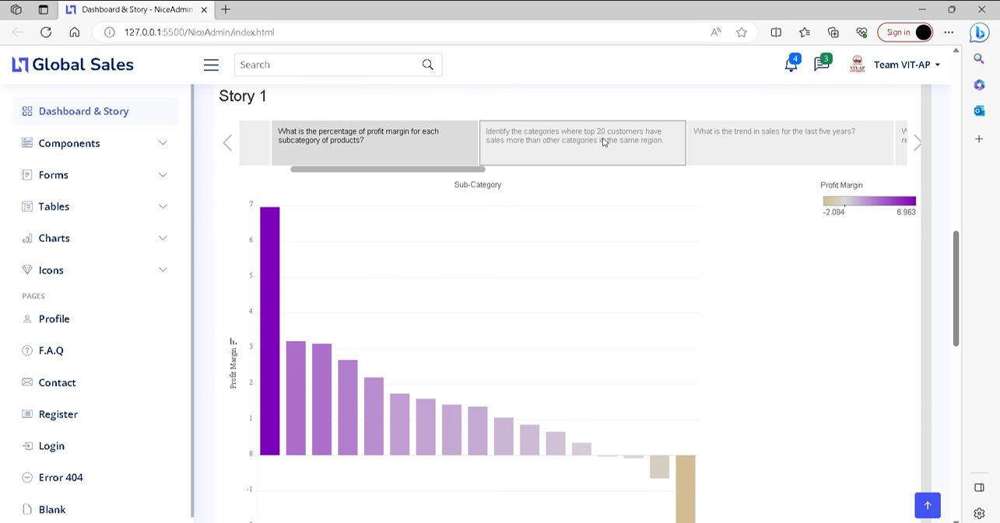 Dashboard & Story - NiceAdmin
127.0.0.1:5500/NiceAdmin/index.html
Sign in
Global Sales
Search
4
3
VIT-AP
Team VIT-AP
Dashboard & Story
Components
Forms
Tables
Charts
Icons
PAGES
Profile
F.A.Q
Contact
Register
Login
Error 404
Blank
Story 1
What is the percentage of profit margin for each
subcategory of products?
Identify the categories where top 20 customers have
sales more than other categories in the same region.
What is the trend in sales for the last five years?
Sub-Category
Profit Margin
-2.084
6.963
7
6
5
4
3
2
1
0
-1
Profit Margin